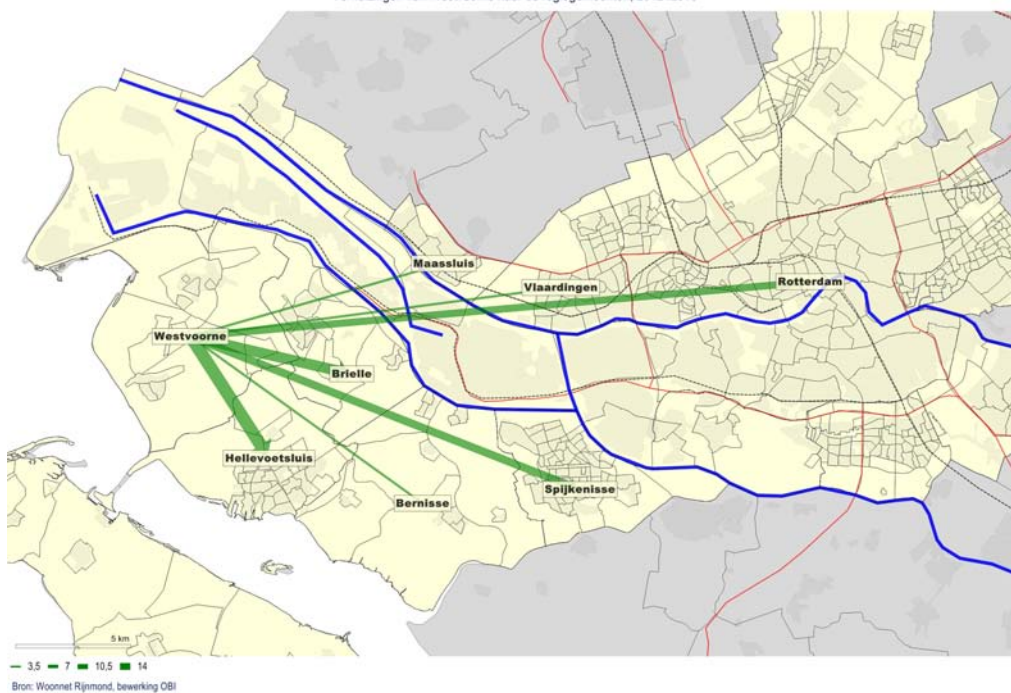 Maassluis
Vlaardingen
Rotterdam
Westvoorne
Brielle
Hellevoetsluis
Bernisse
Spijkenisse
5 km
3,5 7 10,5 14
Bron: Woonnet Rijnmond, bewerking OBI